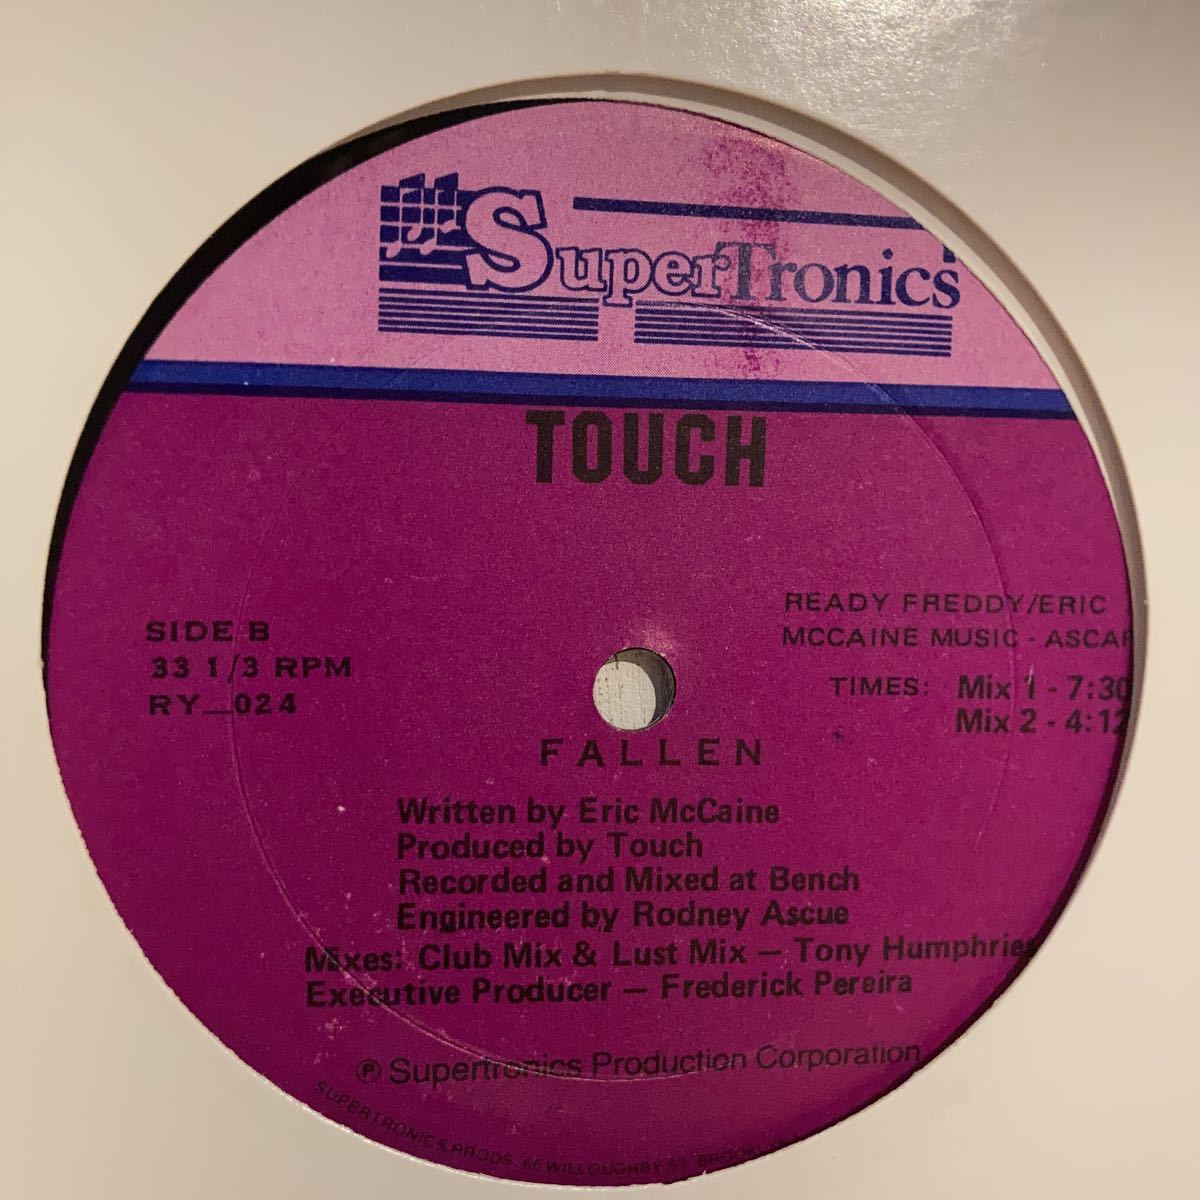 SuperTronics
TOUCH
SIDE B
33 1/3 RPM
RY_024
READY FREDDY/ERIC
MCCAINE MUSIC - ASCAP
TIMES: Mix 1 - 7:30
Mix 2 - 4:12
FALLEN
Written by Eric McCaine
Produced by Touch
Recorded and Mixed at Bench
Engineered by Rodney Ascue
Mixes: Club Mix & Lust Mix — Tony Humphries
Executive Producer — Frederick Pereira
℗ Supertronics Production Corporation
SUPERTRONICS PRODS. 66 WILLOUGHBY ST.